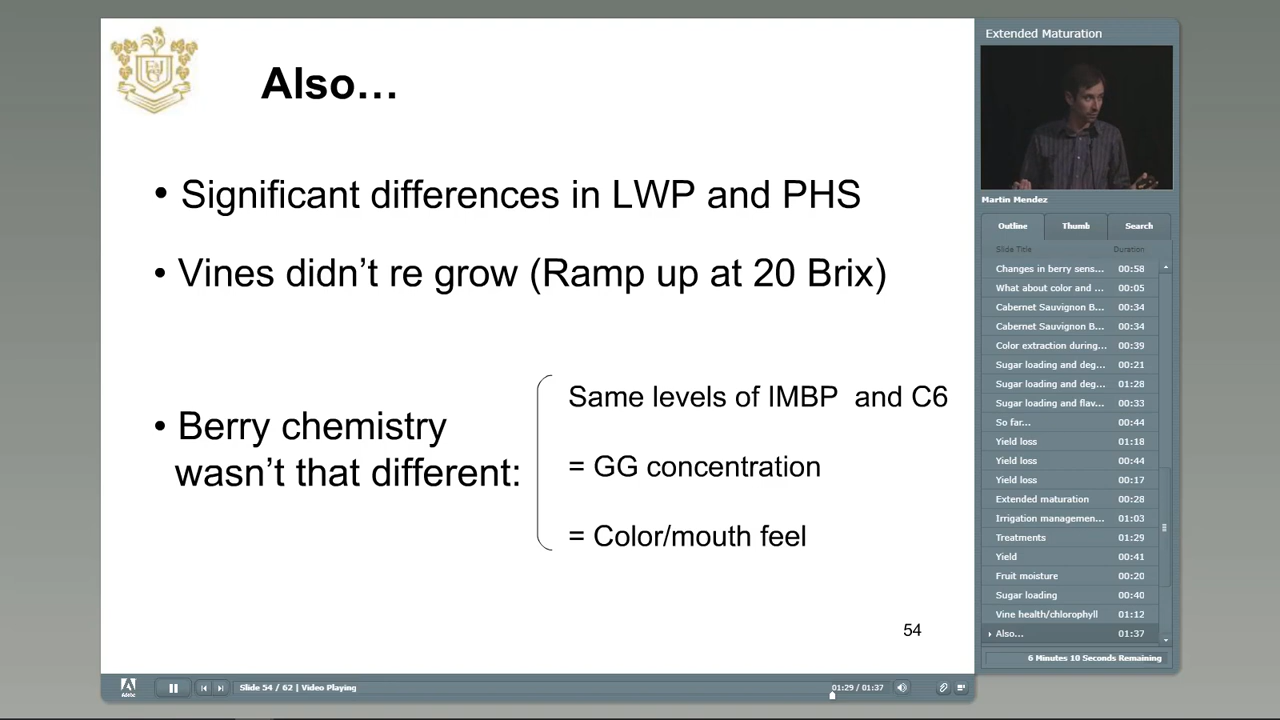 Also…
• Significant differences in LWP and PHS
• Vines didn’t re grow (Ramp up at 20 Brix)
• Berry chemistry
wasn’t that different:
Same levels of IMBP and C6
= GG concentration
= Color/mouth feel
54
Extended Maturation
Martin Mendez
Outline Thumb Search
Slide Title Duration
Changes in berry sens... 00:58
What about color and ... 00:05
Cabernet Sauvignon B... 00:34
Cabernet Sauvignon B... 00:34
Color extraction during... 00:39
Sugar loading and deg... 00:21
Sugar loading and deg... 01:28
Sugar loading and flav... 00:33
So far... 00:44
Yield loss 01:18
Yield loss 00:44
Yield loss 00:17
Extended maturation 00:28
Irrigation managemen... 01:03
Treatments 01:29
Yield 00:41
Fruit moisture 00:20
Sugar loading 00:40
Vine health/chlorophyll 01:12
Also... 01:37
6 Minutes 10 Seconds Remaining
Adobe
Slide 54 / 62 | Video Playing
01:29 / 01:37